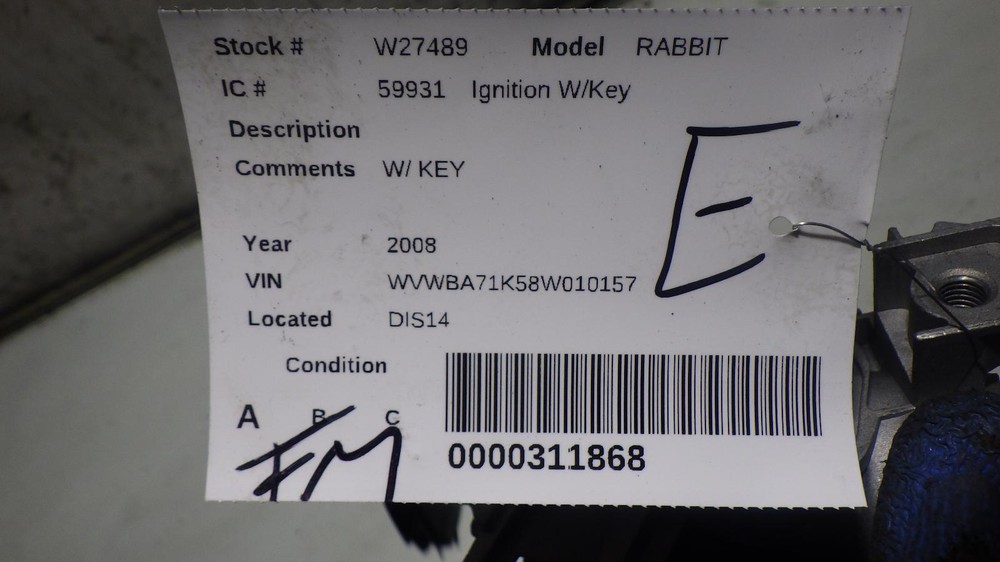 Stock # W27489 Model RABBIT
IC # 59931 Ignition W/Key
Description
Comments W/ KEY
E
Year 2008
VIN WVWBA71K58W010157
Located DIS14
Condition
A B C
FM
0000311868